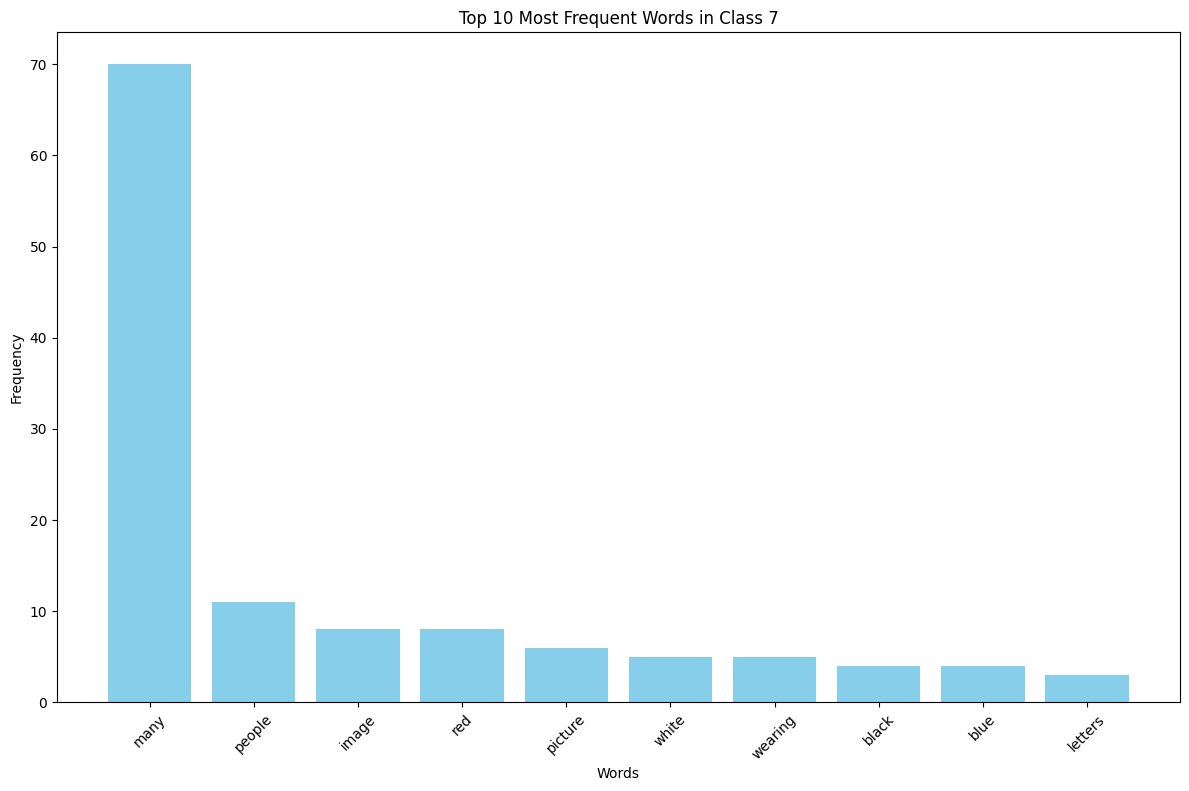 Top 10 Most Frequent Words in Class 7
70
60
50
40
30
20
10
0
Frequency
many
people
image
red
picture
white
wearing
black
blue
letters
Words